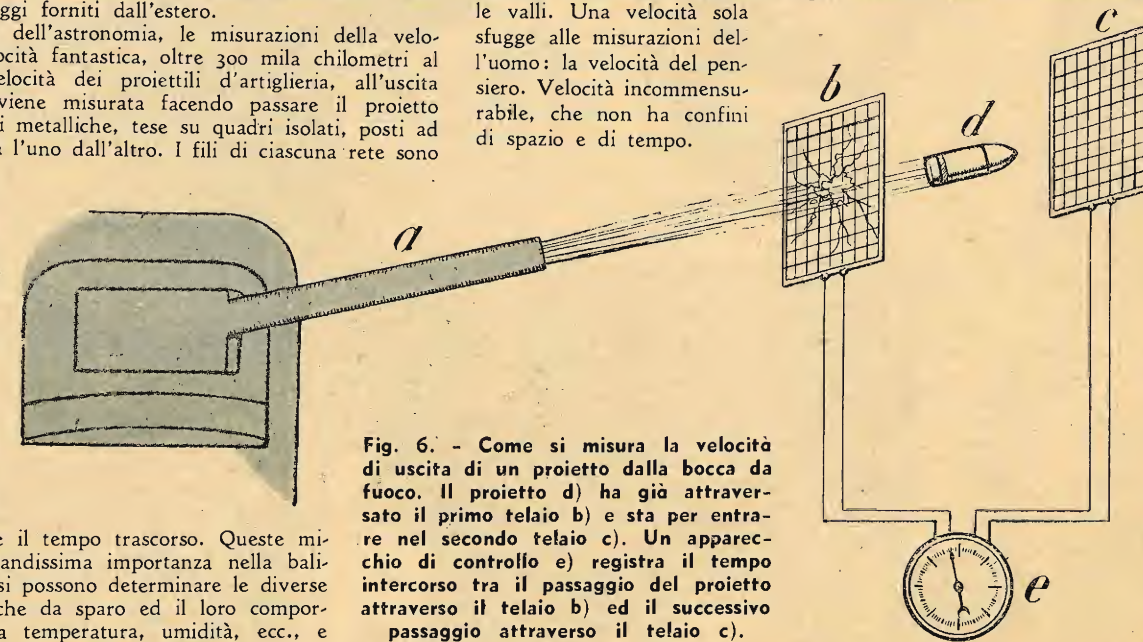 ggi forniti dall'estero.
dell'astronomia, le misurazioni della velo-
ocità fantastica, oltre 300 mila chilometri al
elocità dei proiettili d'artiglieria, all'uscita
viene misurata facendo passare il proietto
i metalliche, tese su quadri isolati, posti ad
l'uno dall'altro. I fili di ciascuna rete sono
le valli. Una velocità sola
sfugge alle misurazioni del-
l'uomo: la velocità del pen-
siero. Velocità incommensu-
rabile, che non ha confini
di spazio e di tempo.
a
b
c
d
e
Fig. 6. - Come si misura la velocità
di uscita di un proietto dalla bocca da
fuoco. Il proietto d) ha già attraver-
sato il primo telaio b) e sta per entra-
re nel secondo telaio c). Un apparec-
chio di controllo e) registra il tempo
intercorso tra il passaggio del proietto
attraverso il telaio b) ed il successivo
passaggio attraverso il telaio c).
e il tempo trascorso. Queste mi-
andissima importanza nella bali-
si possono determinare le diverse
che da sparo ed il loro compor-
a temperatura, umidità, ecc., e